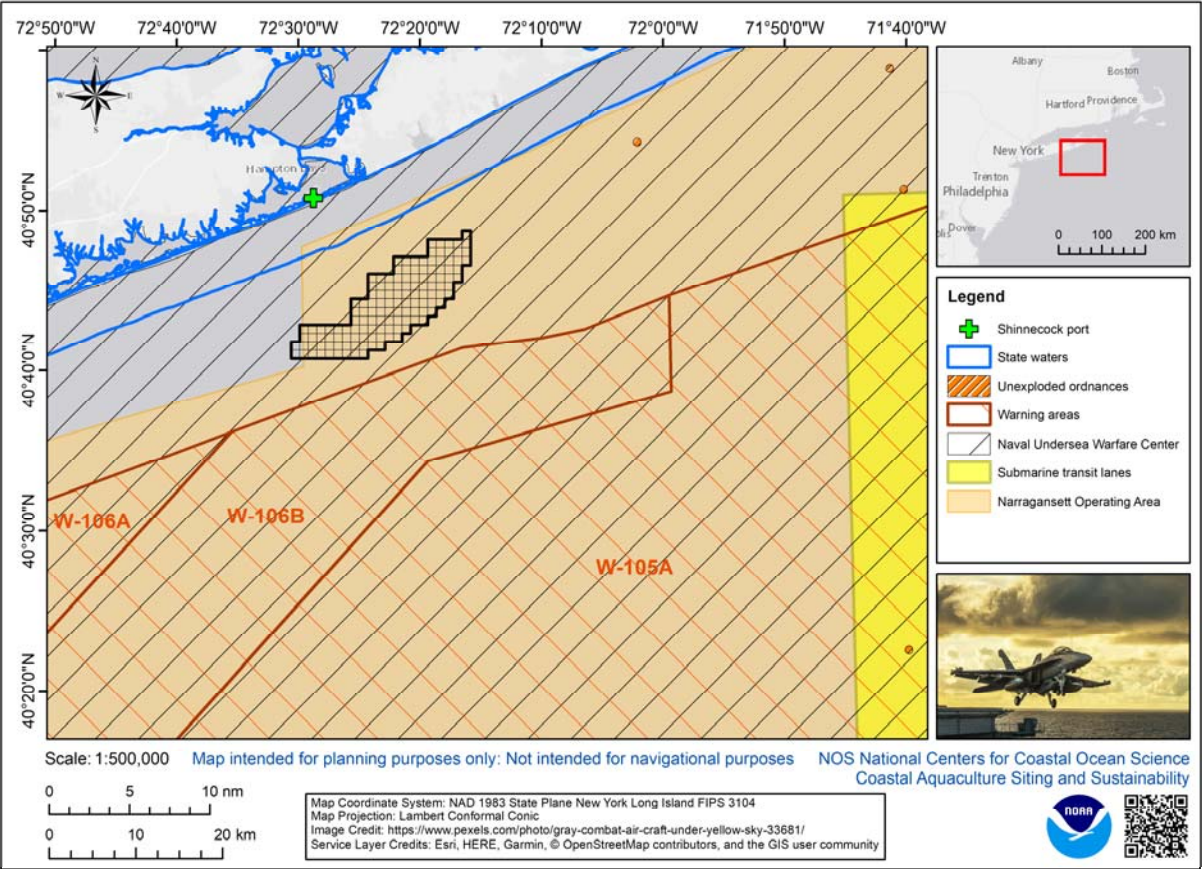 72°50'0"W 72°40'0"W 72°30'0"W 72°20'0"W 72°10'0"W 72°0'0"W 71°50'0"W 71°40'0"W
N
W E
S
40°50'0"N
40°40'0"N
40°30'0"N
40°20'0"N
Hampton Bays
W-106A
W-106B
W-105A
Albany
Boston
Hartford Providence
New York
Trenton
Philadelphia
Dover
0 100 200 km
Legend
Shinnecock port
State waters
Unexploded ordnances
Warning areas
Naval Undersea Warfare Center
Submarine transit lanes
Narragansett Operating Area
Scale: 1:500,000
Map intended for planning purposes only: Not intended for navigational purposes
NOS National Centers for Coastal Ocean Science
Coastal Aquaculture Siting and Sustainability
0 5 10 nm
0 10 20 km
Map Coordinate System: NAD 1983 State Plane New York Long Island FIPS 3104
Map Projection: Lambert Conformal Conic
Image Credit: https://www.pexels.com/photo/gray-combat-air-craft-under-yellow-sky-33681/
Service Layer Credits: Esri, HERE, Garmin, © OpenStreetMap contributors, and the GIS user community
NOAA